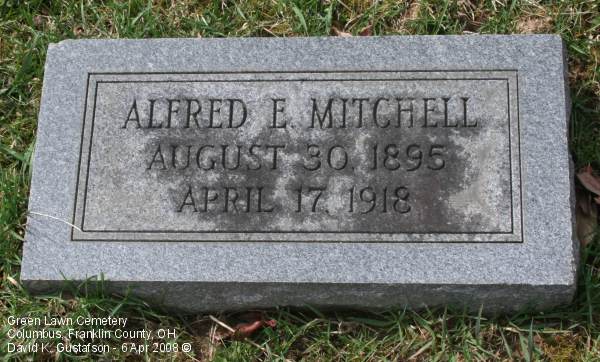 ALFRED E. MITCHELL
AUGUST 30, 1895
APRIL 17, 1918
Green Lawn Cemetery
Columbus, Franklin County, OH
David K. Gustafson - 6 Apr 2008 ©